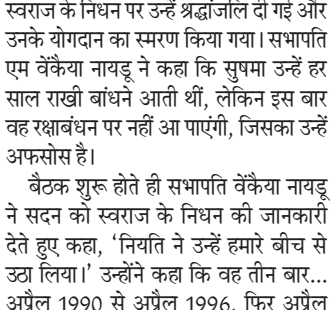 स्वराज के निधन पर उन्हें श्रद्धांजलि दी गई और
उनके योगदान का स्मरण किया गया। सभापति
एम वेंकैया नायडू ने कहा कि सुषमा उन्हें हर
साल राखी बांधने आती थीं, लेकिन इस बार
वह रक्षाबंधन पर नहीं आ पाएंगी, जिसका उन्हें
अफसोस है।
बैठक शुरू होते ही सभापति वेंकैया नायडू
ने सदन को स्वराज के निधन की जानकारी
देते हुए कहा, ‘नियति ने उन्हें हमारे बीच से
उठा लिया।’ उन्होंने कहा कि वह तीन बार...
अप्रैल 1990 से अप्रैल 1996, फिर अप्रैल